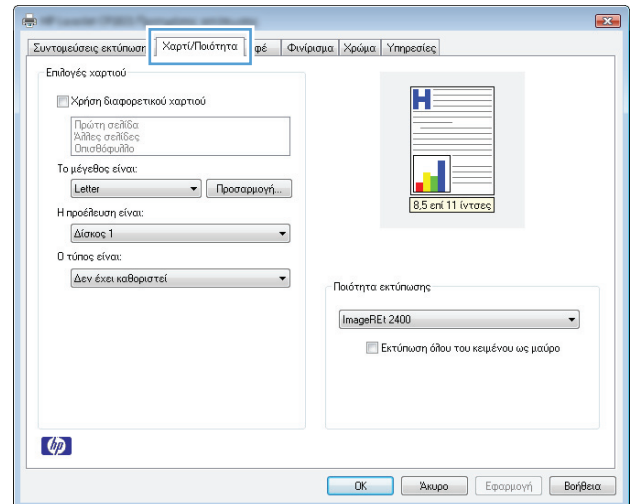 Συντομεύσεις εκτύπωση
Χαρτί/Ποιότητα
φέ
Φινίρισμα
Χρώμα
Υπηρεσίες
Επιλογές χαρτιού
Χρήση διαφορετικού χαρτιού
Πρώτη σελίδα
Άλλες σελίδες
Οπισθόφυλλο
Το μέγεθος είναι:
Letter
Προσαρμογή...
Η προέλευση είναι:
Δίσκος 1
Ο τύπος είναι:
Δεν έχει καθοριστεί
H
8,5 επί 11 ίντσες
Ποιότητα εκτύπωσης
ImageREt 2400
Εκτύπωση όλου του κειμένου ως μαύρο
hp
OK
Άκυρο
Εφαρμογή
Βοήθεια